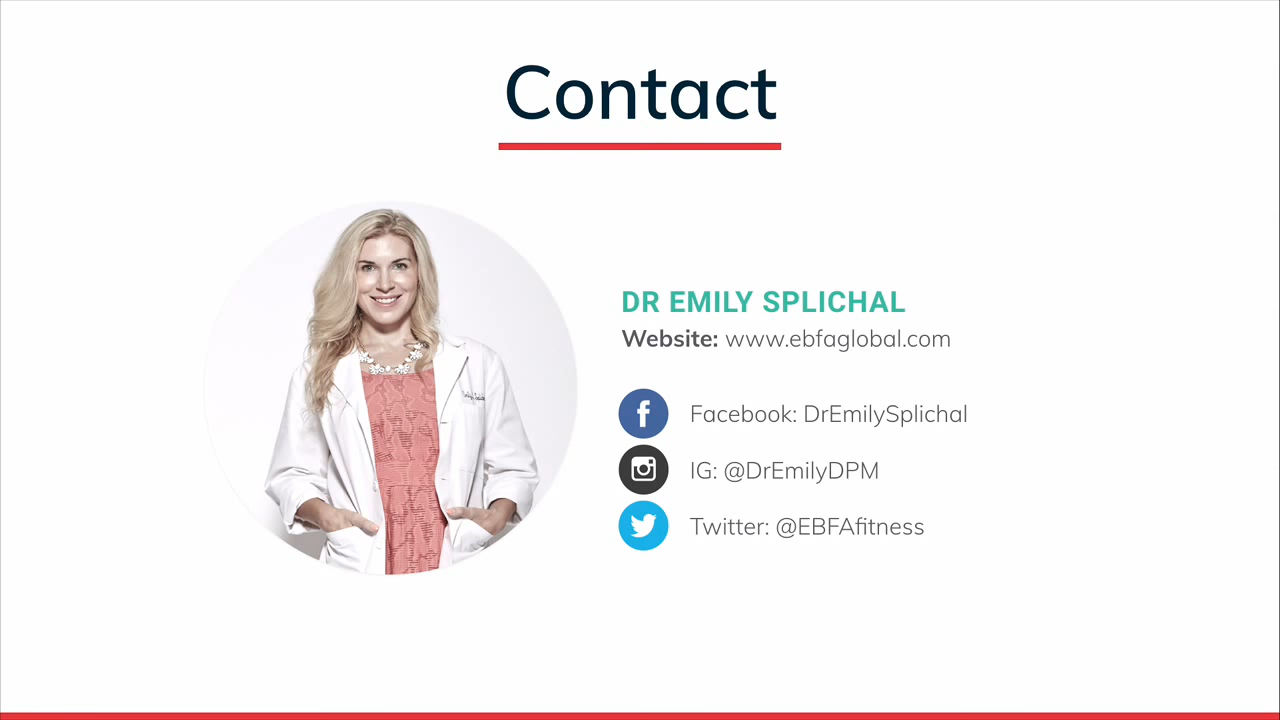 Contact
DR EMILY SPLICHAL
Website: www.ebfaglobal.com
Facebook: DrEmilySplichal
IG: @DrEmilyDPM
Twitter: @EBFAfitness